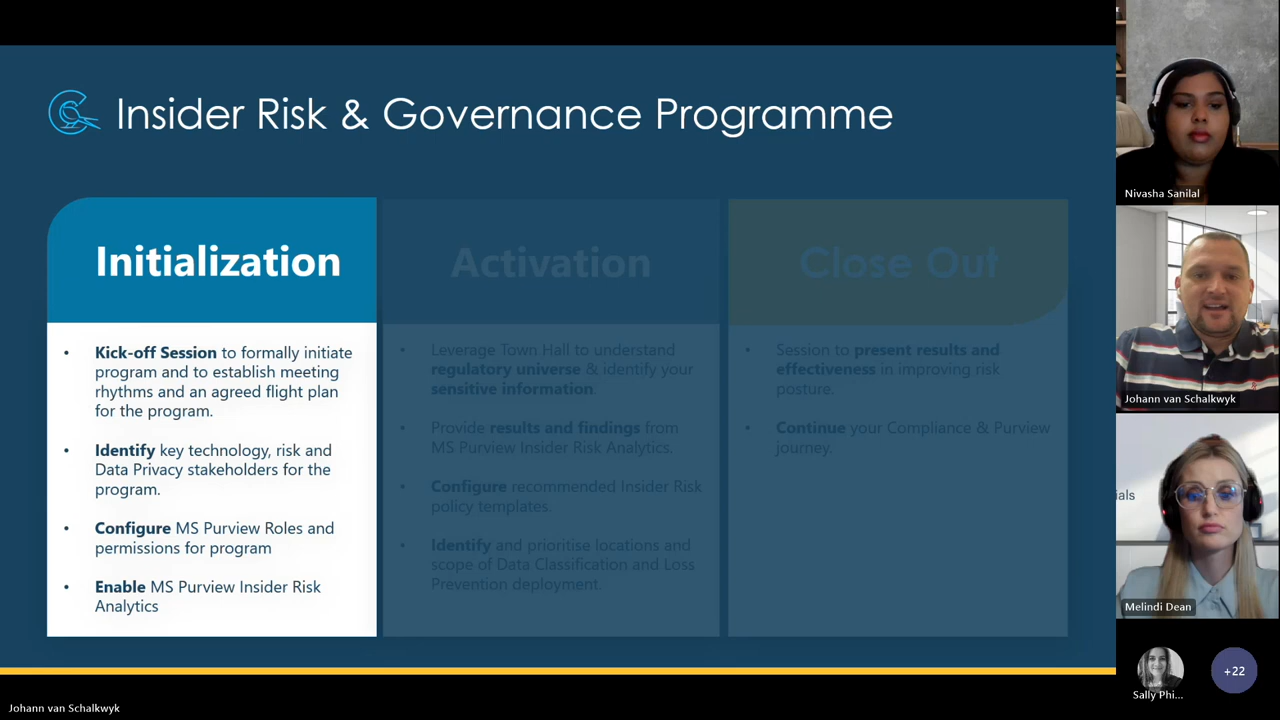 Insider Risk & Governance Programme
Initialization
• Kick-off Session to formally initiate
program and to establish meeting
rhythms and an agreed flight plan
for the program.
• Identify key technology, risk and
Data Privacy stakeholders for the
program.
• Configure MS Purview Roles and
permissions for program
• Enable MS Purview Insider Risk
Analytics
Activation
• Leverage Town Hall to understand
regulatory universe & identify your
sensitive information.
• Provide results and findings from
MS Purview Insider Risk Analytics.
• Configure recommended Insider Risk
policy templates.
• Identify and prioritise locations and
scope of Data Classification and Loss
Prevention deployment.
Close Out
• Session to present results and
effectiveness in improving risk
posture.
• Continue your Compliance & Purview
journey.
Nivasha Sanilal
Johann van Schalkwyk
ials
Melindi Dean
Sally Phi...
+22
Johann van Schalkwyk